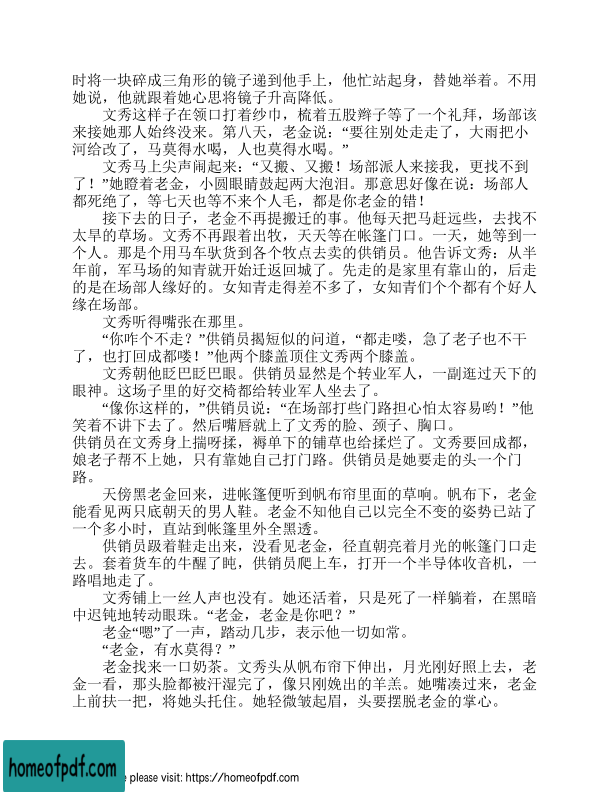 时将一块碎成三角形的镜子递到他手上，他忙站起身，替她举着。不用
她说，他就跟着她心思将镜子升高降低。
文秀这样子在领口打着纱巾，梳着五股辫子等了一个礼拜，场部该
来接她那人始终没来。第八天，老金说：“要往别处走走了，大雨把小
河给改了，马莫得水喝，人也莫得水喝。”
文秀马上尖声闹起来：“又搬、又搬！场部派人来接我，更找不到
了！”她瞪着老金，小圆眼睛鼓起两大泡泪。那意思好像在说：场部人
都死绝了，等七天也等不来个人毛，都是你老金的错！
接下去的日子，老金不再提搬迁的事。他每天把马赶远些，去找不
太旱的草场。文秀不再跟着出牧，天天等在帐篷门口。一天，她等到一
个人。那是个用马车驮货到各个牧点去卖的供销员。他告诉文秀：从半
年前，军马场的知青就开始迁返回城了。先走的是家里有靠山的，后走
的是在场部人缘好的。女知青走得差不多了，女知青们个个都有个好人
缘在场部。
文秀听得嘴张在那里。
“你咋个不走？”供销员揭短似的问道，“都走喽，急了老子也不干
了，也打回成都喽！”他两个膝盖顶住文秀两个膝盖。
文秀朝他眨巴眨巴眼。供销员显然是个转业军人，一副逛过天下的
眼神。这场子里的好交椅都给转业军人坐去了。
“像你这样的，”供销员说：“在场部打些门路担心怕太容易哟！”他
笑着不讲下去了。然后嘴唇就上了文秀的脸、颈子、胸口。
供销员在文秀身上揣呀揉，褥单下的铺草也给揉烂了。文秀要回成都，
娘老子帮不上她，只有靠她自己打门路。供销员是她要走的头一个门
路。
天傍黑老金回来，进帐篷便听到帆布帘里面的草响。帆布下，老金
能看见两只底朝天的男人鞋。老金不知他自己以完全不变的姿势已站了
一个多小时，直站到帐篷里外全黑透。
供销员趿着鞋走出来，没看见老金，径直朝亮着月光的帐篷门口走
去。套着货车的牛醒了盹，供销员爬上车，打开一个半导体收音机，一
路唱地走了。
文秀铺上一丝人声也没有。她还活着，只是死了一样躺着，在黑暗
中迟钝地转动眼珠。“老金，老金是你吧？”
老金“嗯”了一声，踏动几步，表示他一切如常。
“老金，有水莫得？”
老金找来一口奶茶。文秀头从帆布帘下伸出，月光刚好照上去，老
金一看，那头脸都被汗湿完了，像只刚娩出的羊羔。她嘴凑过来，老金
上前扶一把，将她头托住。她轻微皱起眉，头要摆脱老金的掌心。
homeofpdf.com
e please visit: https://homeofpdf.com